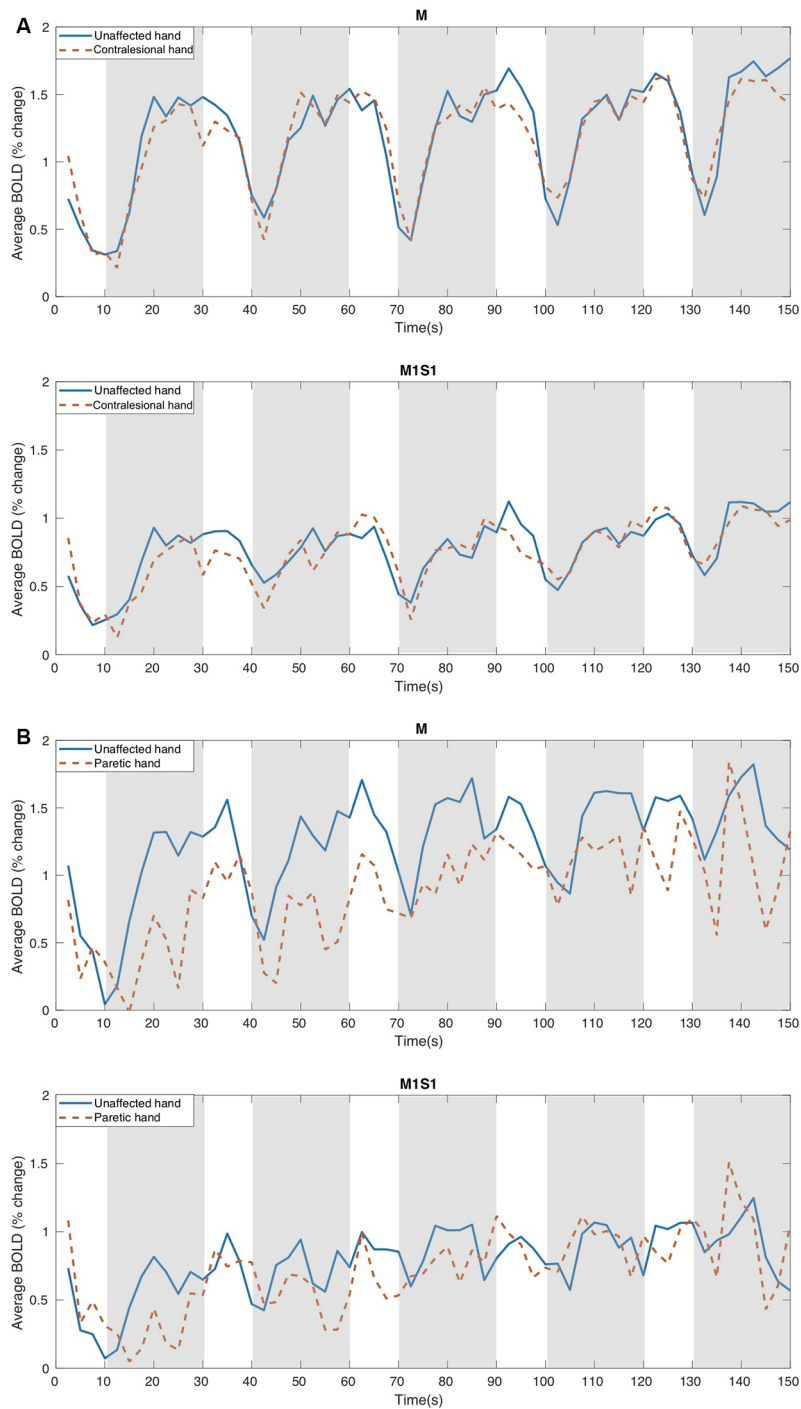 A
M
Unaffected hand
Contralesional hand
Average BOLD (% change)
2
1.5
1
0.5
0
0 10 20 30 40 50 60 70 80 90 100 110 120 130 140 150
Time(s)
M1S1
Unaffected hand
Contralesional hand
Average BOLD (% change)
2
1.5
1
0.5
0
0 10 20 30 40 50 60 70 80 90 100 110 120 130 140 150
Time(s)
B
M
Unaffected hand
Paretic hand
Average BOLD (% change)
2
1.5
1
0.5
0
0 10 20 30 40 50 60 70 80 90 100 110 120 130 140 150
Time(s)
M1S1
Unaffected hand
Paretic hand
Average BOLD (% change)
2
1.5
1
0.5
0
0 10 20 30 40 50 60 70 80 90 100 110 120 130 140 150
Time(s)